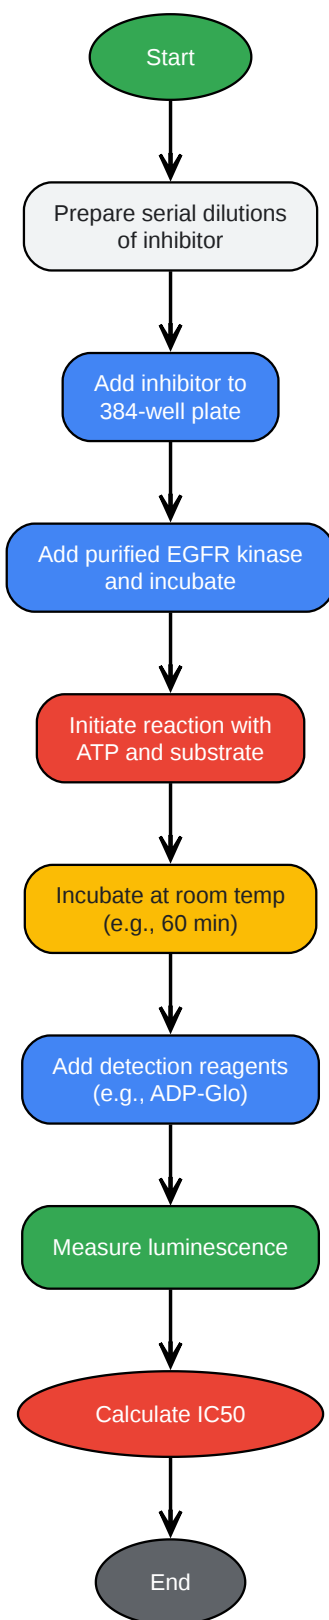 Start
Prepare serial dilutions
of inhibitor
Add inhibitor to
384-well plate
Add purified EGFR kinase
and incubate
Initiate reaction with
ATP and substrate
Incubate at room temp
(e.g., 60 min)
Add detection reagents
(e.g., ADP-Glo)
Measure luminescence
Calculate IC50
End